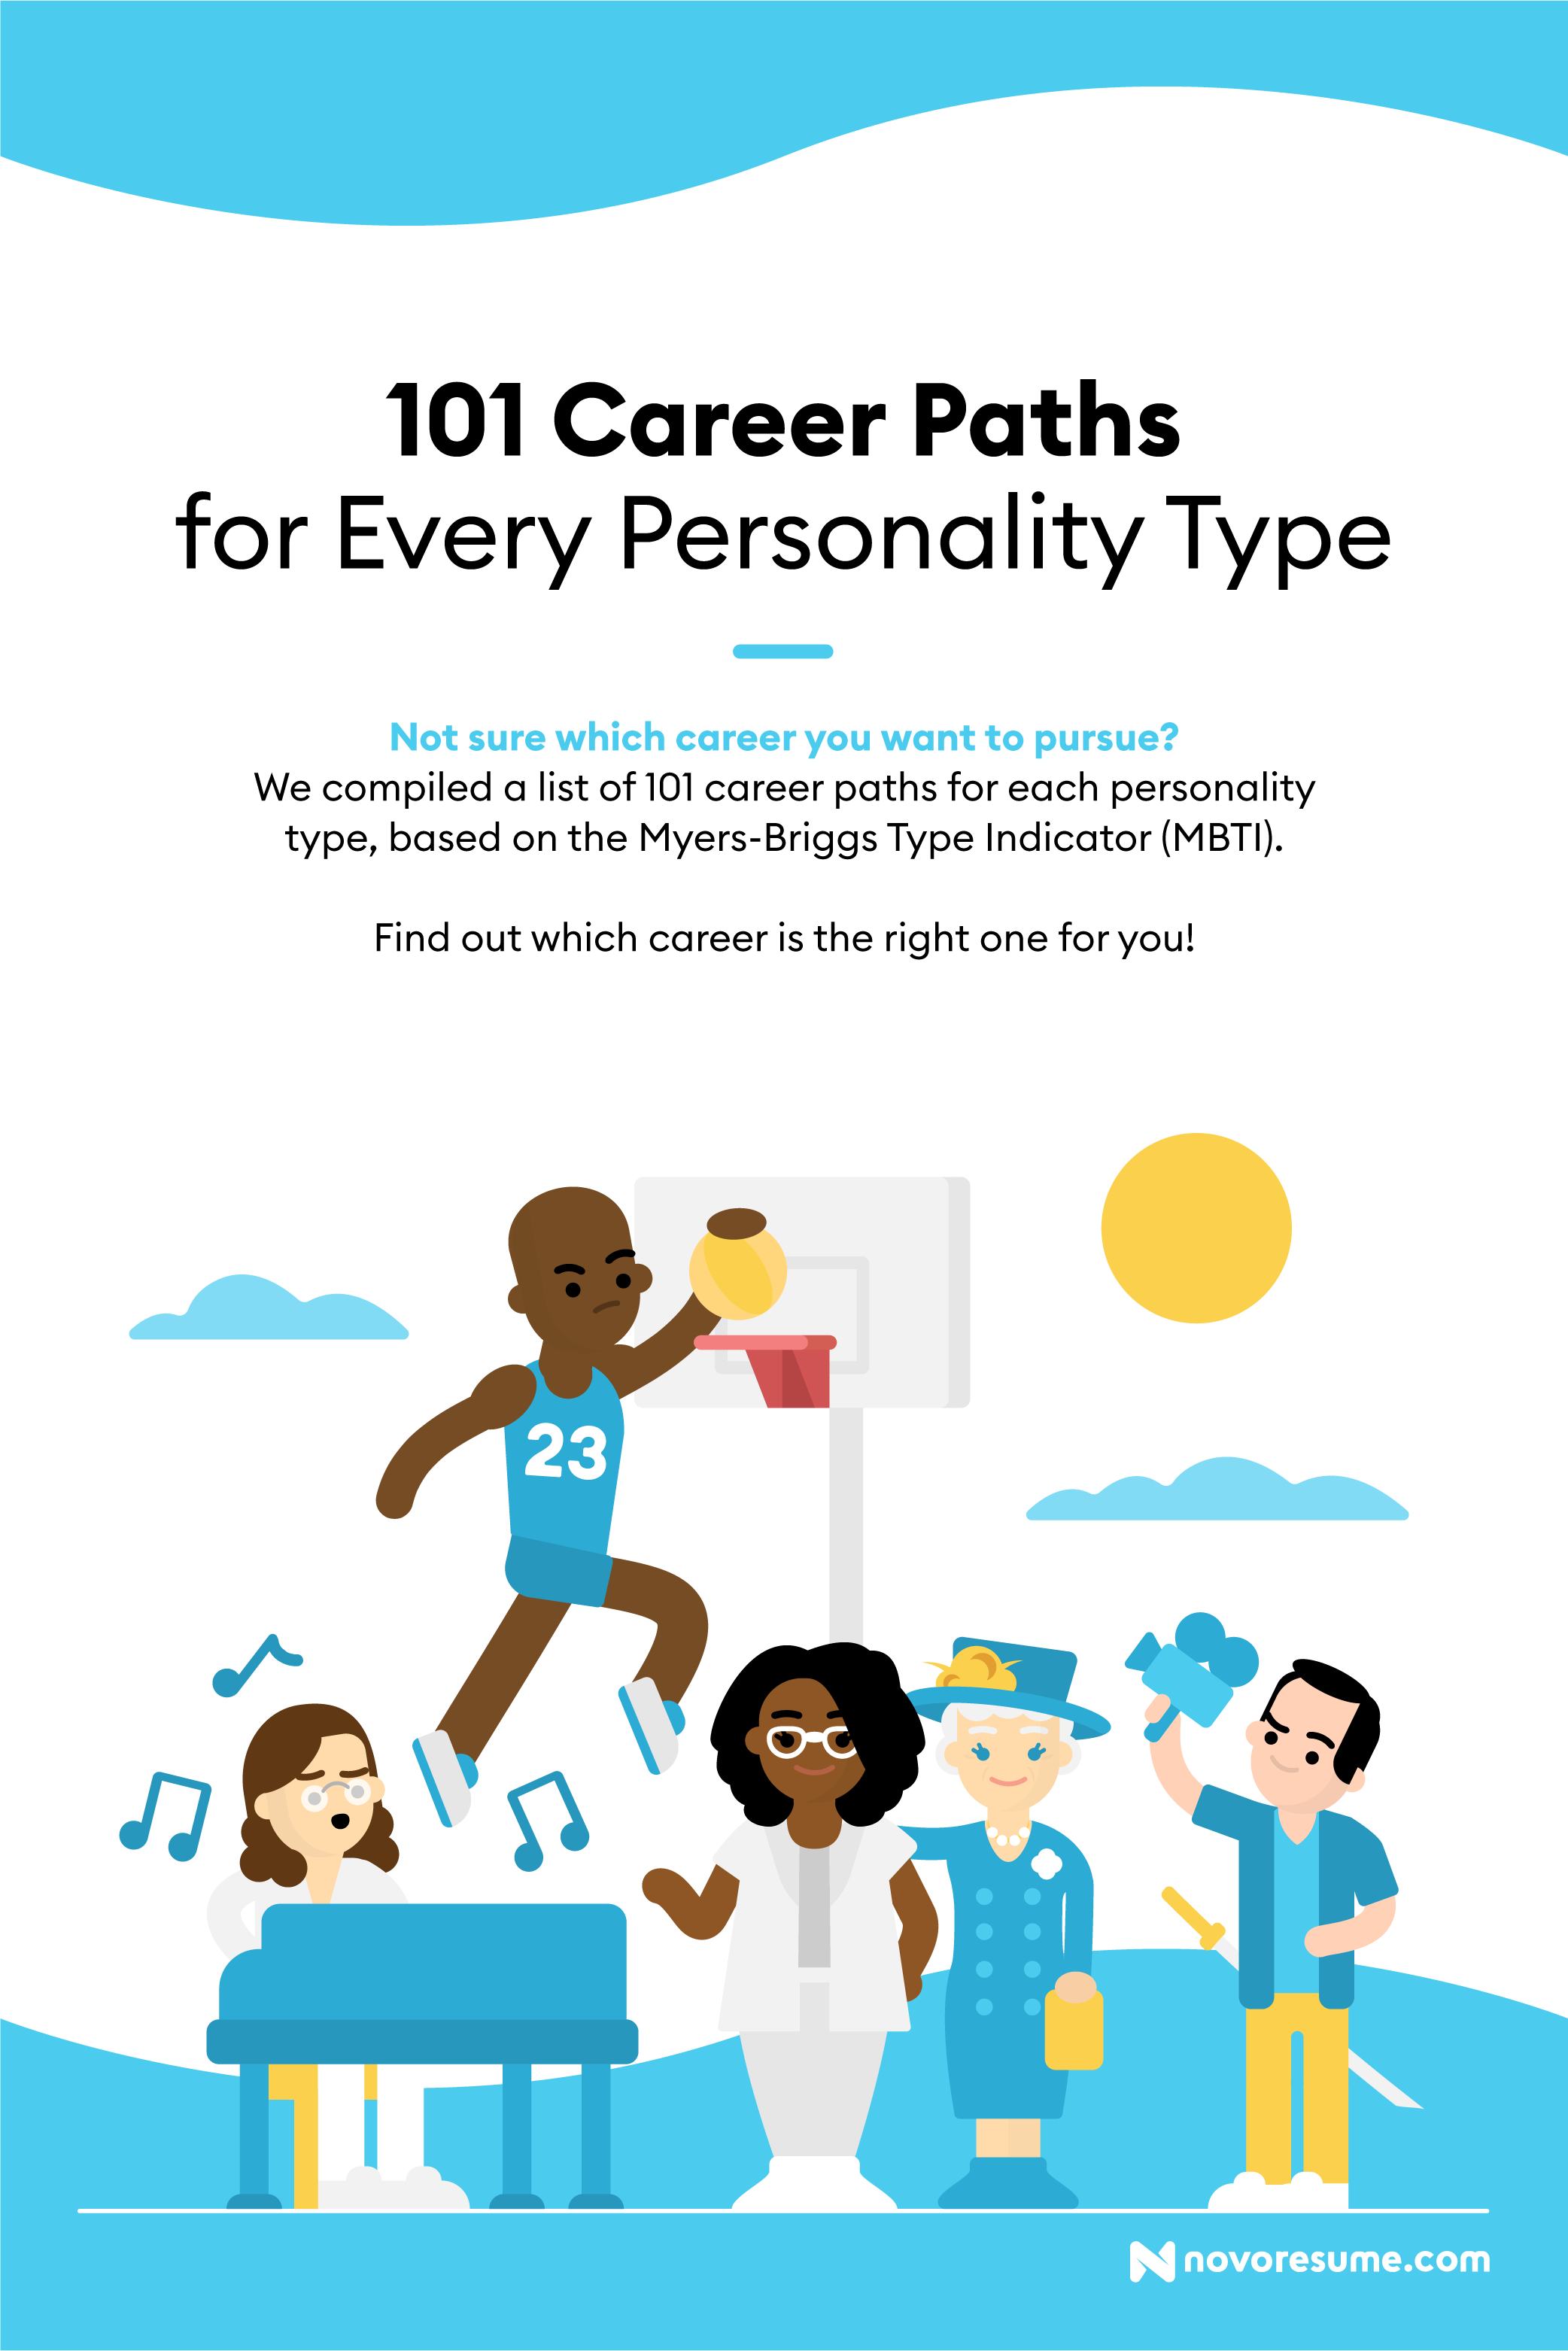 101 Career Paths
for Every Personality Type
Not sure which career you want to pursue?
We compiled a list of 101 career paths for each personality
type, based on the Myers-Briggs Type Indicator (MBTI).
Find out which career is the right one for you!
23
novoresume.com